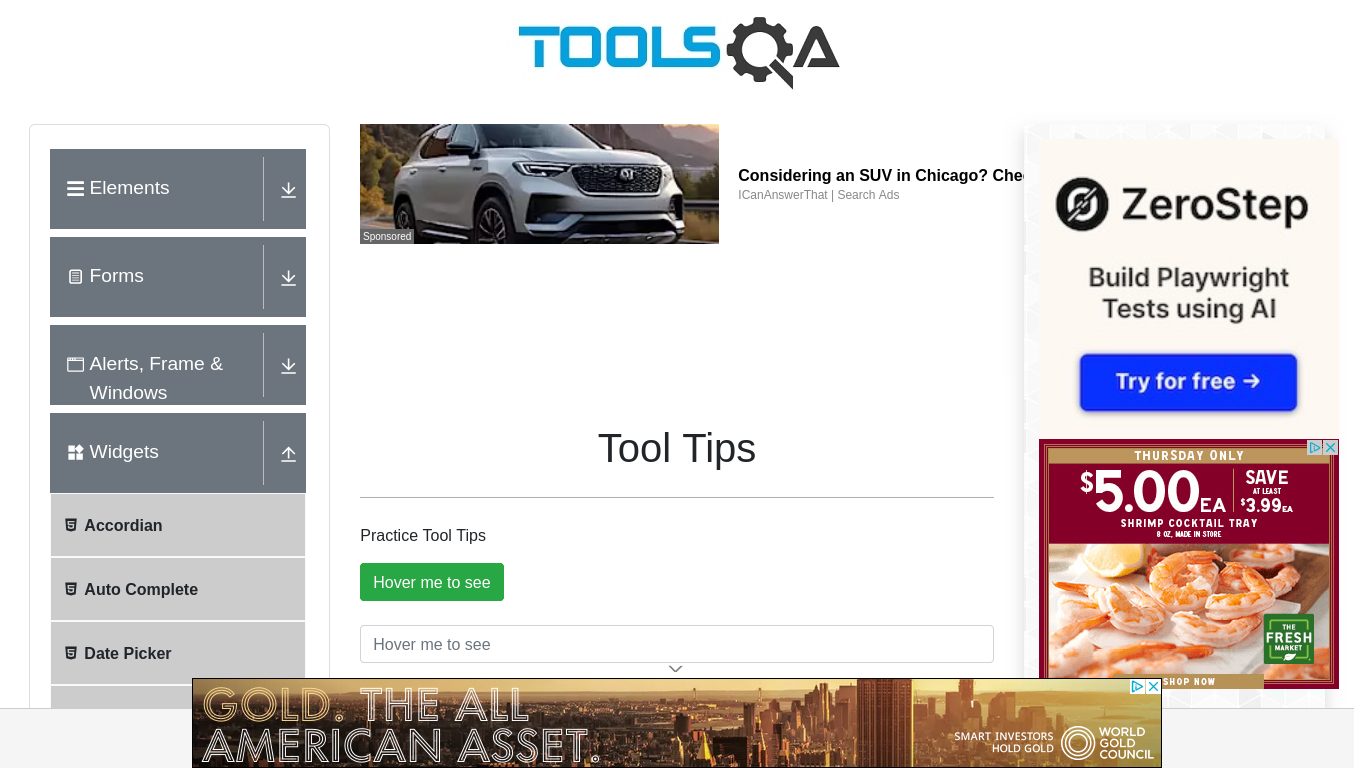 TOOLSQA
Elements
Forms
Alerts, Frame &
Windows
Widgets
Accordian
Auto Complete
Date Picker
Sponsored
Considering an SUV in Chicago? Che
ICanAnswerThat | Search Ads
Tool Tips
Practice Tool Tips
Hover me to see
Hover me to see
ZeroStep
Build Playwright
Tests using AI
Try for free →
THURSDAY ONLY
$5.00EA
SAVE
AT LEAST
$3.99EA
SHRIMP COCKTAIL TRAY
8 OZ, MADE IN STORE
THE
FRESH
MARKET
SHOP NOW
GOLD. THE ALL
AMERICAN ASSET.
SMART INVESTORS
HOLD GOLD
WORLD
GOLD
COUNCIL